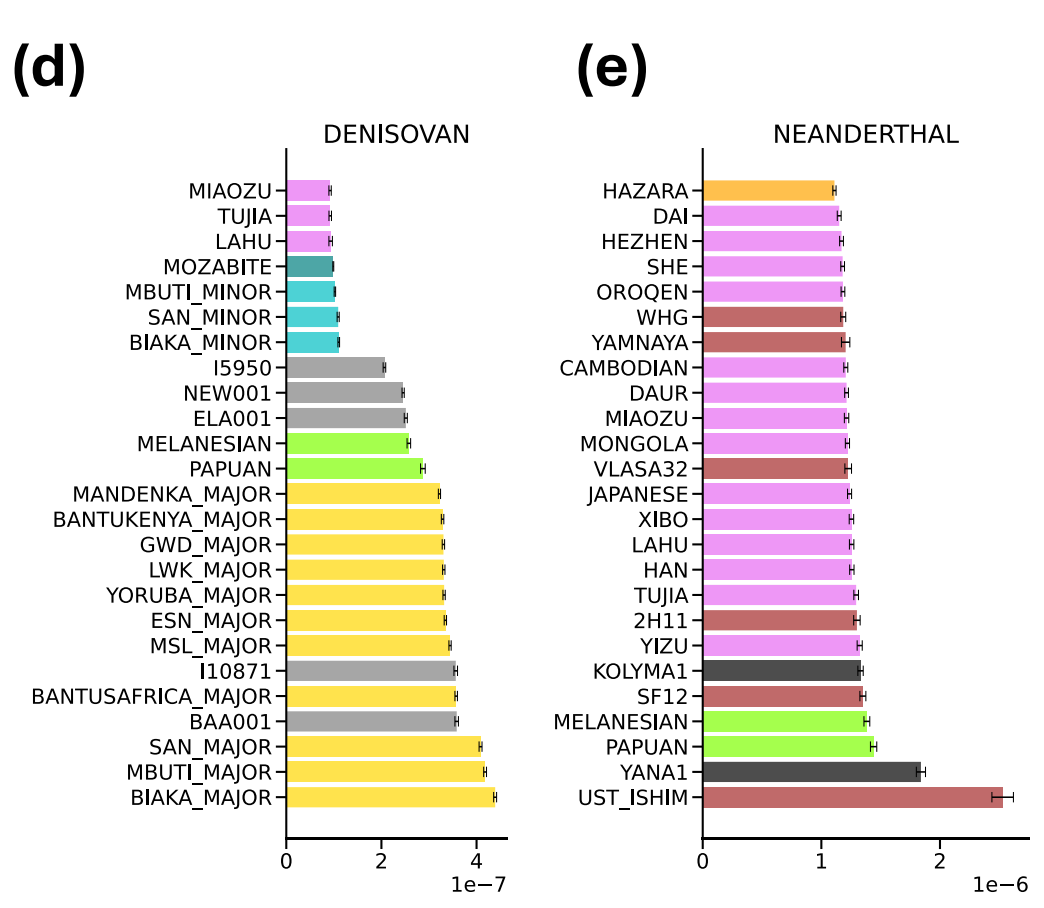 (d)
DENISOVAN
MIAOZU
TUJIA
LAHU
MOZABITE
MBUTI_MINOR
SAN_MINOR
BIAKA_MINOR
I5950
NEW001
ELA001
MELANESIAN
PAPUAN
MANDENKA_MAJOR
BANTUKENYA_MAJOR
GWD_MAJOR
LWK_MAJOR
YORUBA_MAJOR
ESN_MAJOR
MSL_MAJOR
I10871
BANTUSAFRICA_MAJOR
BAA001
SAN_MAJOR
MBUTI_MAJOR
BIAKA_MAJOR
0 2 4
1e−7
(e)
NEANDERTHAL
HAZARA
DAI
HEZHEN
SHE
OROQEN
WHG
YAMNAYA
CAMBODIAN
DAUR
MIAOZU
MONGOLA
VLASA32
JAPANESE
XIBO
LAHU
HAN
TUJIA
2H11
YIZU
KOLYMA1
SF12
MELANESIAN
PAPUAN
YANA1
UST_ISHIM
0 1 2
1e−6